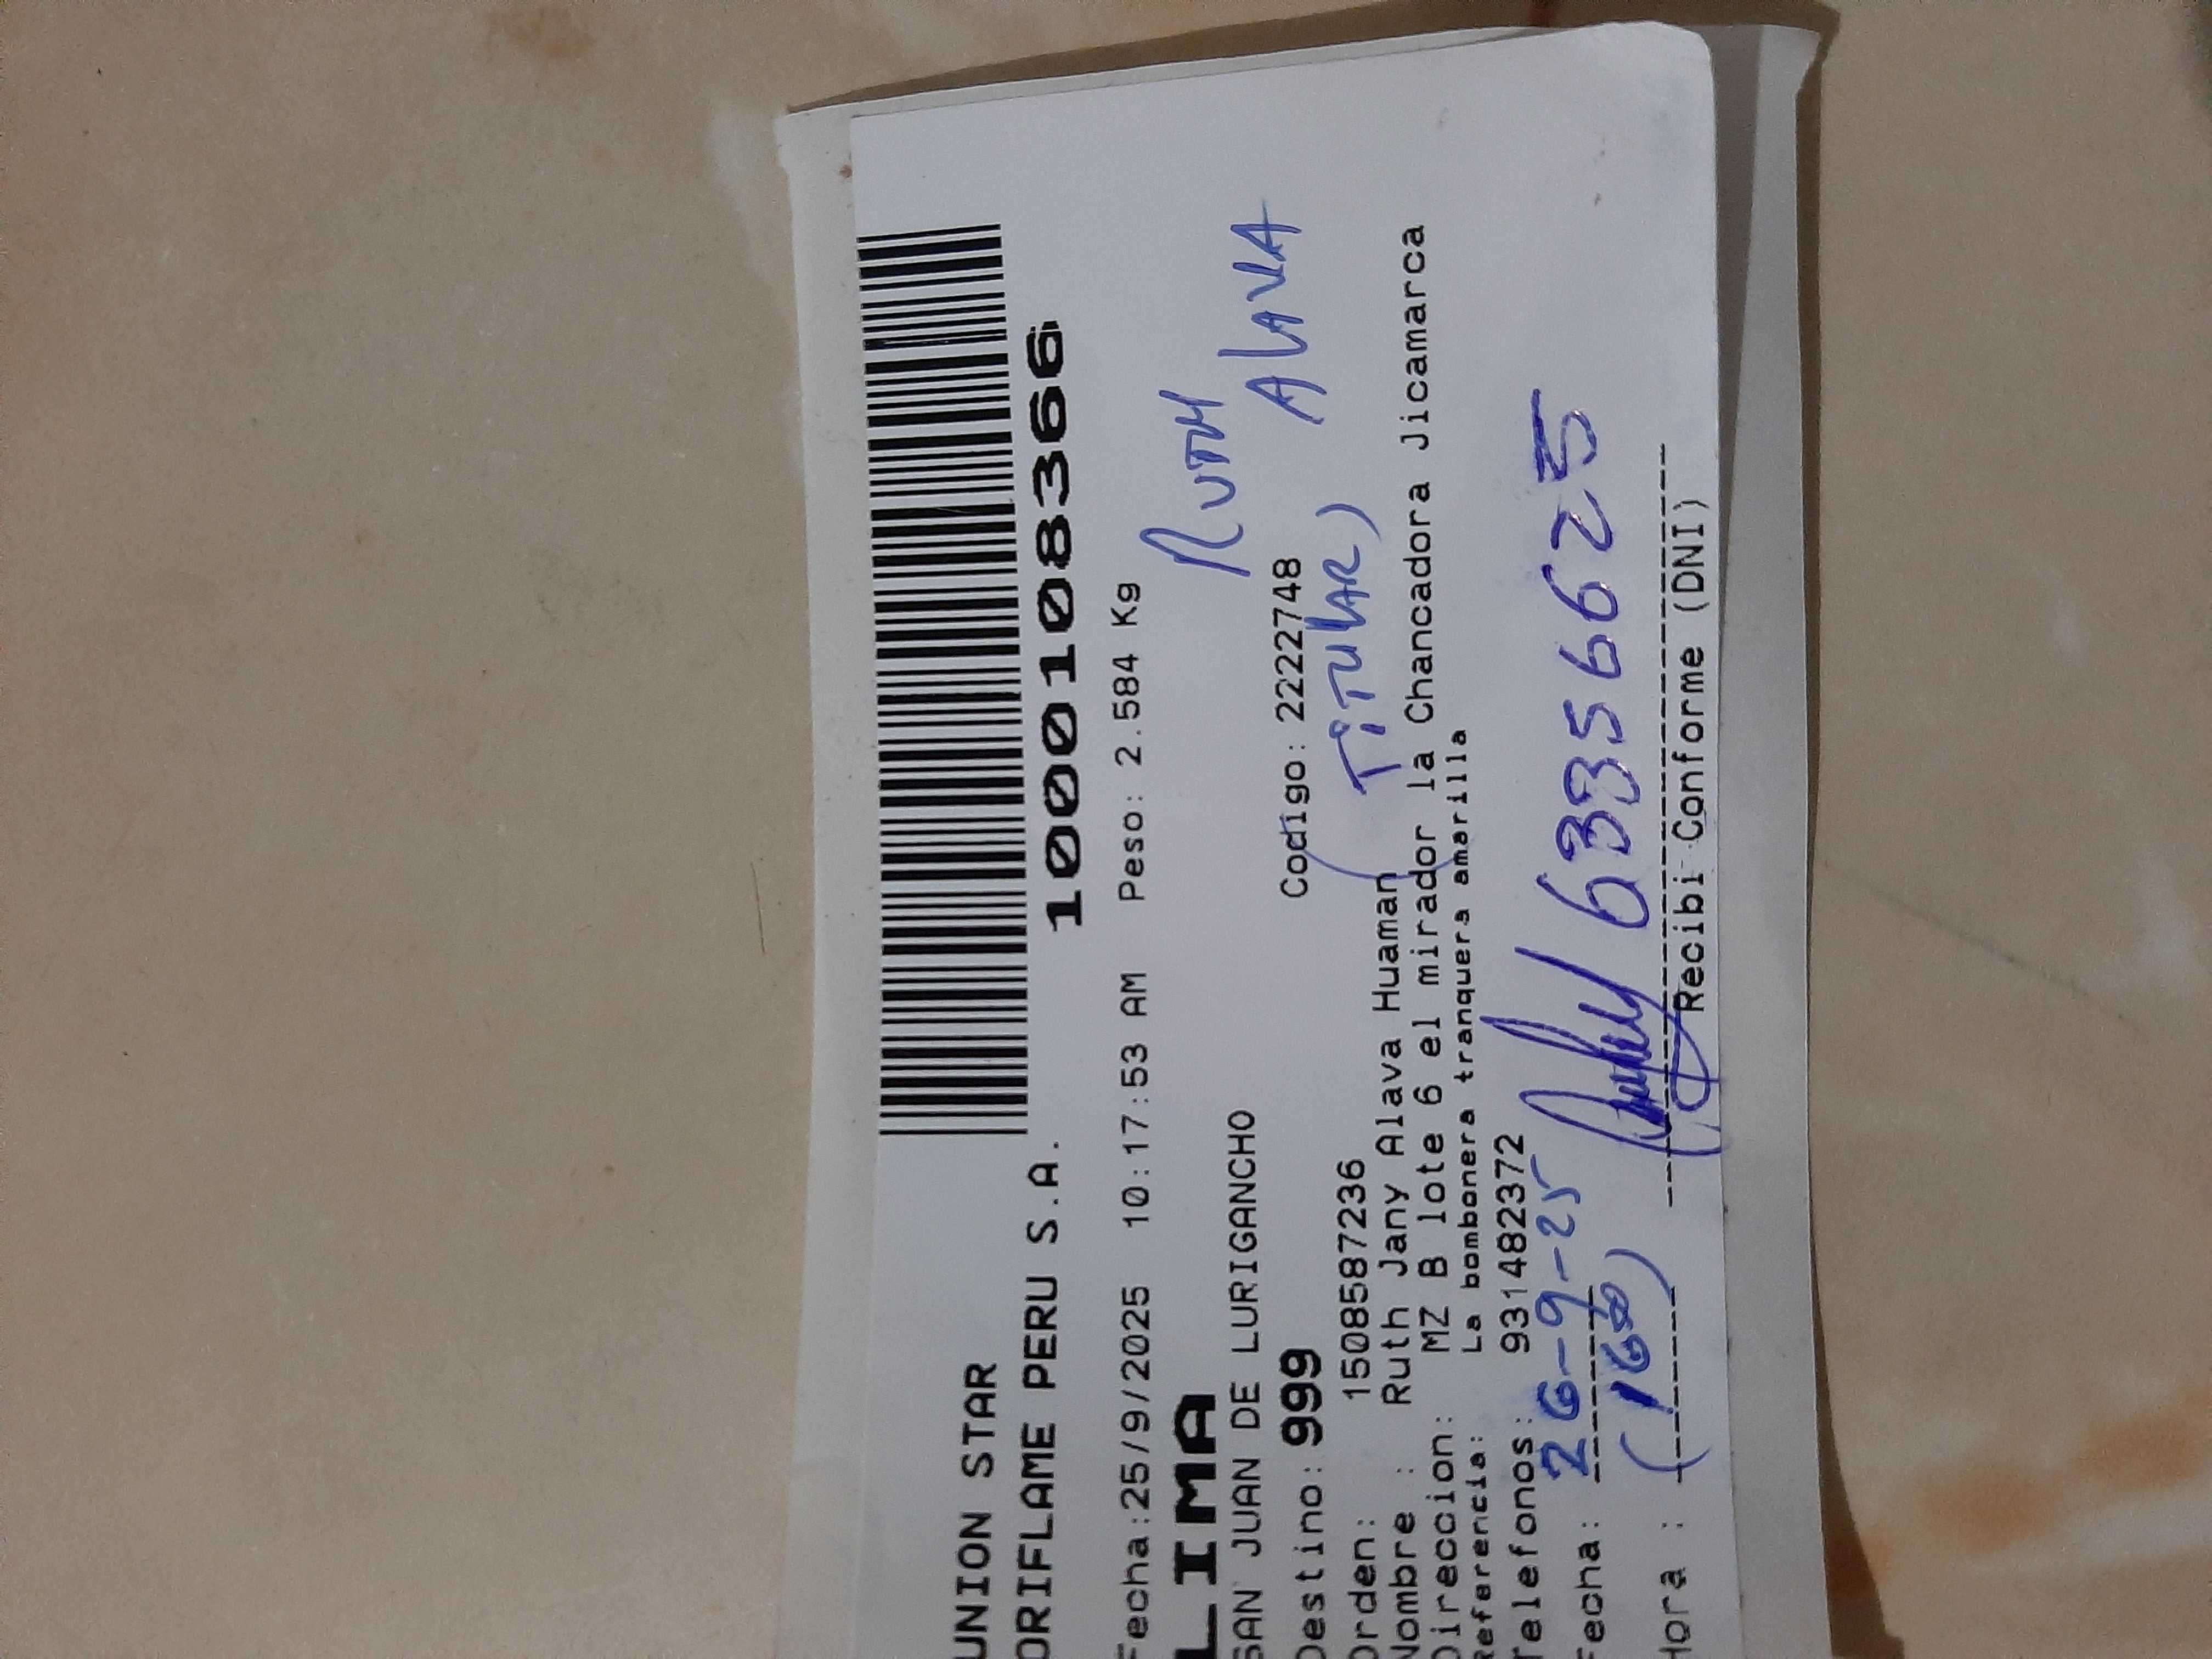 UNION STAR
ORIFLAME PERU S.A.
1000108366
Fecha:25/9/2025 10:17:53 AM Peso: 2.584 Kg
LIMA
RUTH
ALAVA
SAN JUAN DE LURIGANCHO
Destino: 999 Codigo: 2222748
(TITULAR)
Orden: 1508587236
Nombre : Ruth Jany Alava Huaman
Direccion: MZ B lote 6 el mirador la Chancadora Jicamarca
Referencia: La bombonera tranquera amarilla
Telefonos: 931482372
Fecha: 26-9-25
63356625
Hora :
Recibi Conforme (DNI)